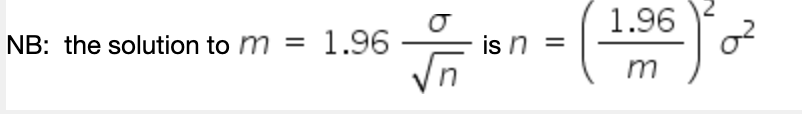 NB: the solution to m = 1.96 σ/√n is n = (1.96/m)² σ²